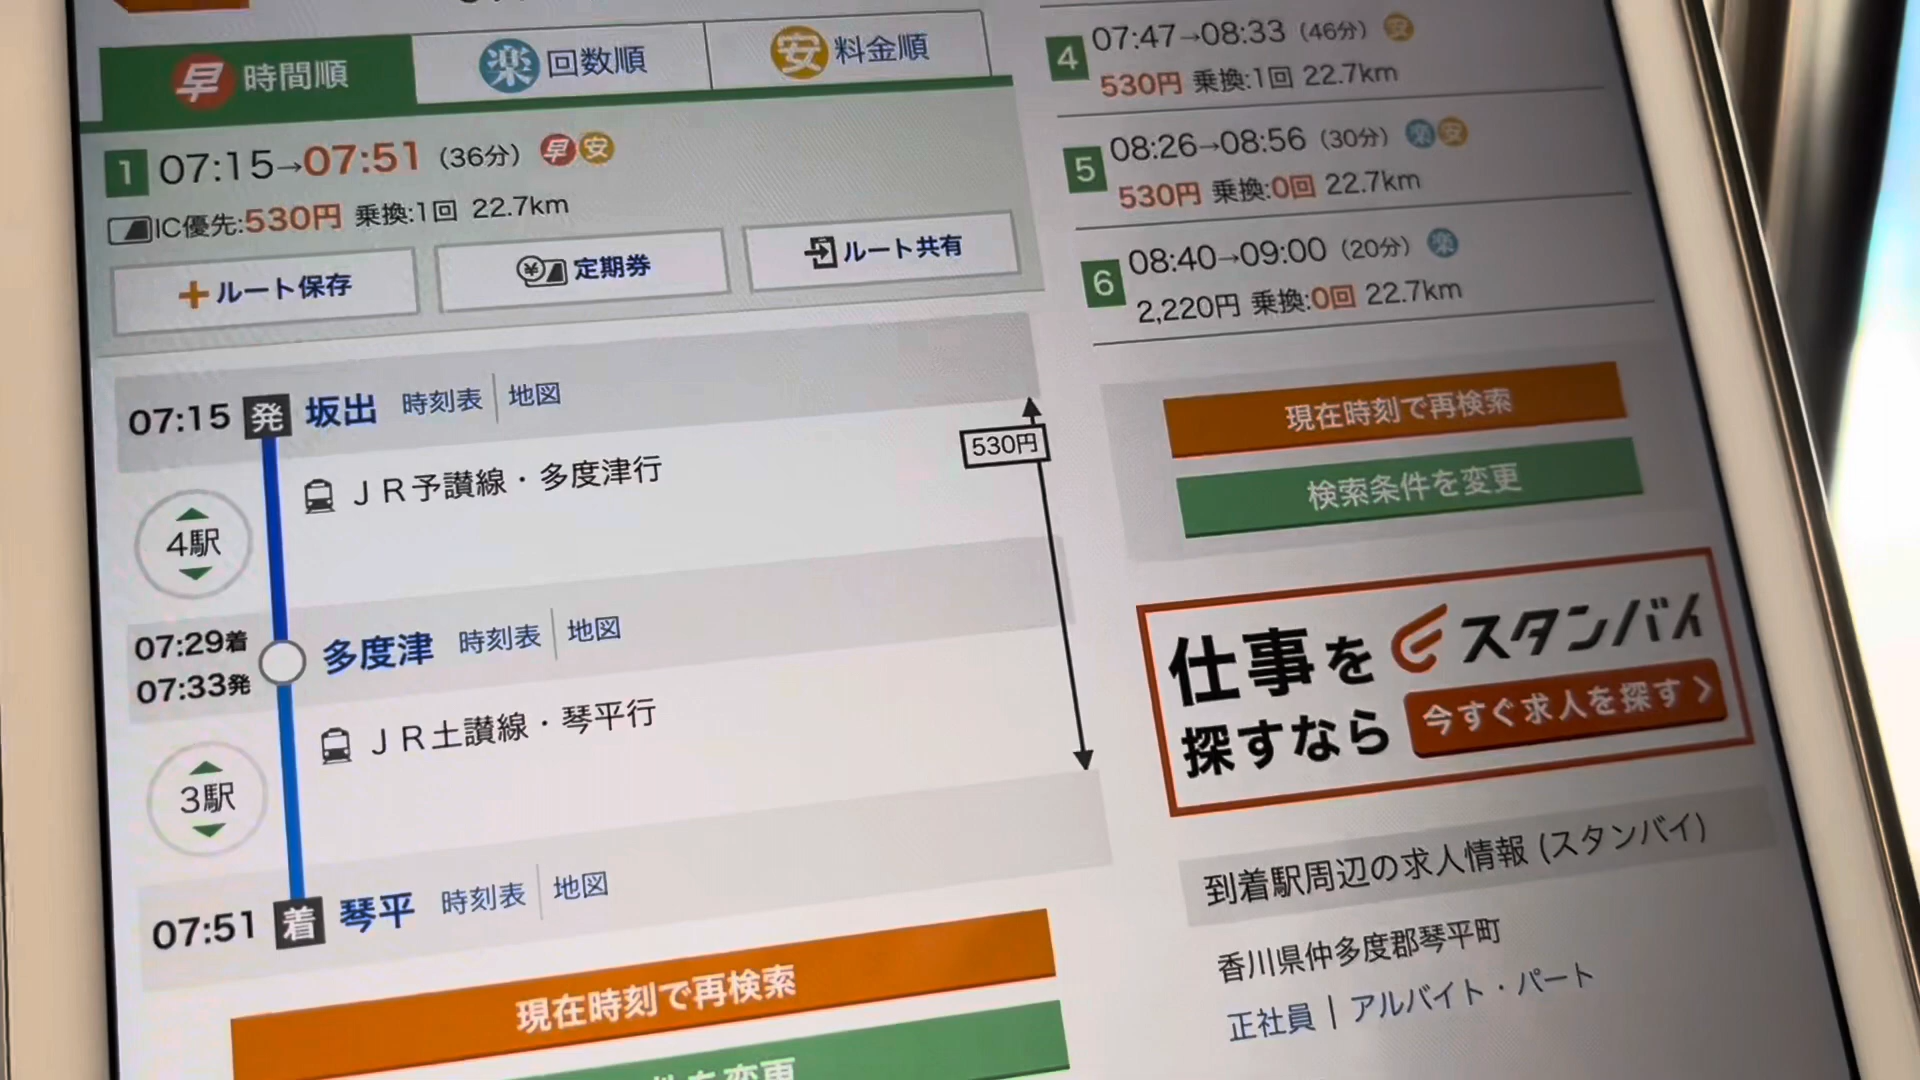 早 時間順
楽 回数順
安 料金順
1 07:15→07:51 (36分) 早 安
IC優先:530円 乗換:1回 22.7km
+ルート保存
定期券
ルート共有
07:15 発 坂出 時刻表 地図
530円
JR予讃線・多度津行
4駅
07:29着
07:33発
多度津 時刻表 地図
JR土讃線・琴平行
3駅
07:51 着 琴平 時刻表 地図
現在時刻で再検索
件を変更
4 07:47→08:33 (46分) 安
530円 乗換:1回 22.7km
5 08:26→08:56 (30分) 楽 安
530円 乗換:0回 22.7km
6 08:40→09:00 (20分) 楽
2,220円 乗換:0回 22.7km
現在時刻で再検索
検索条件を変更
仕事を スタンバイ
探すなら 今すぐ求人を探す >
到着駅周辺の求人情報 (スタンバイ)
香川県仲多度郡琴平町
正社員 | アルバイト・パート